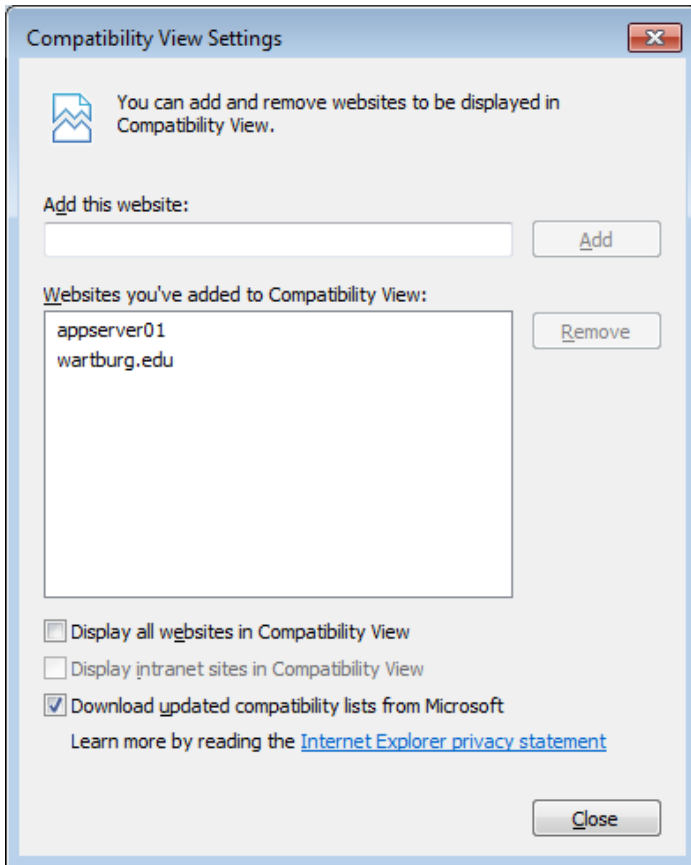 Compatibility View Settings
You can add and remove websites to be displayed in
Compatibility View.
Add this website:
Add
Websites you've added to Compatibility View:
appserver01
wartburg.edu
Remove
Display all websites in Compatibility View
Display intranet sites in Compatibility View
Download updated compatibility lists from Microsoft
Learn more by reading the Internet Explorer privacy statement
Close